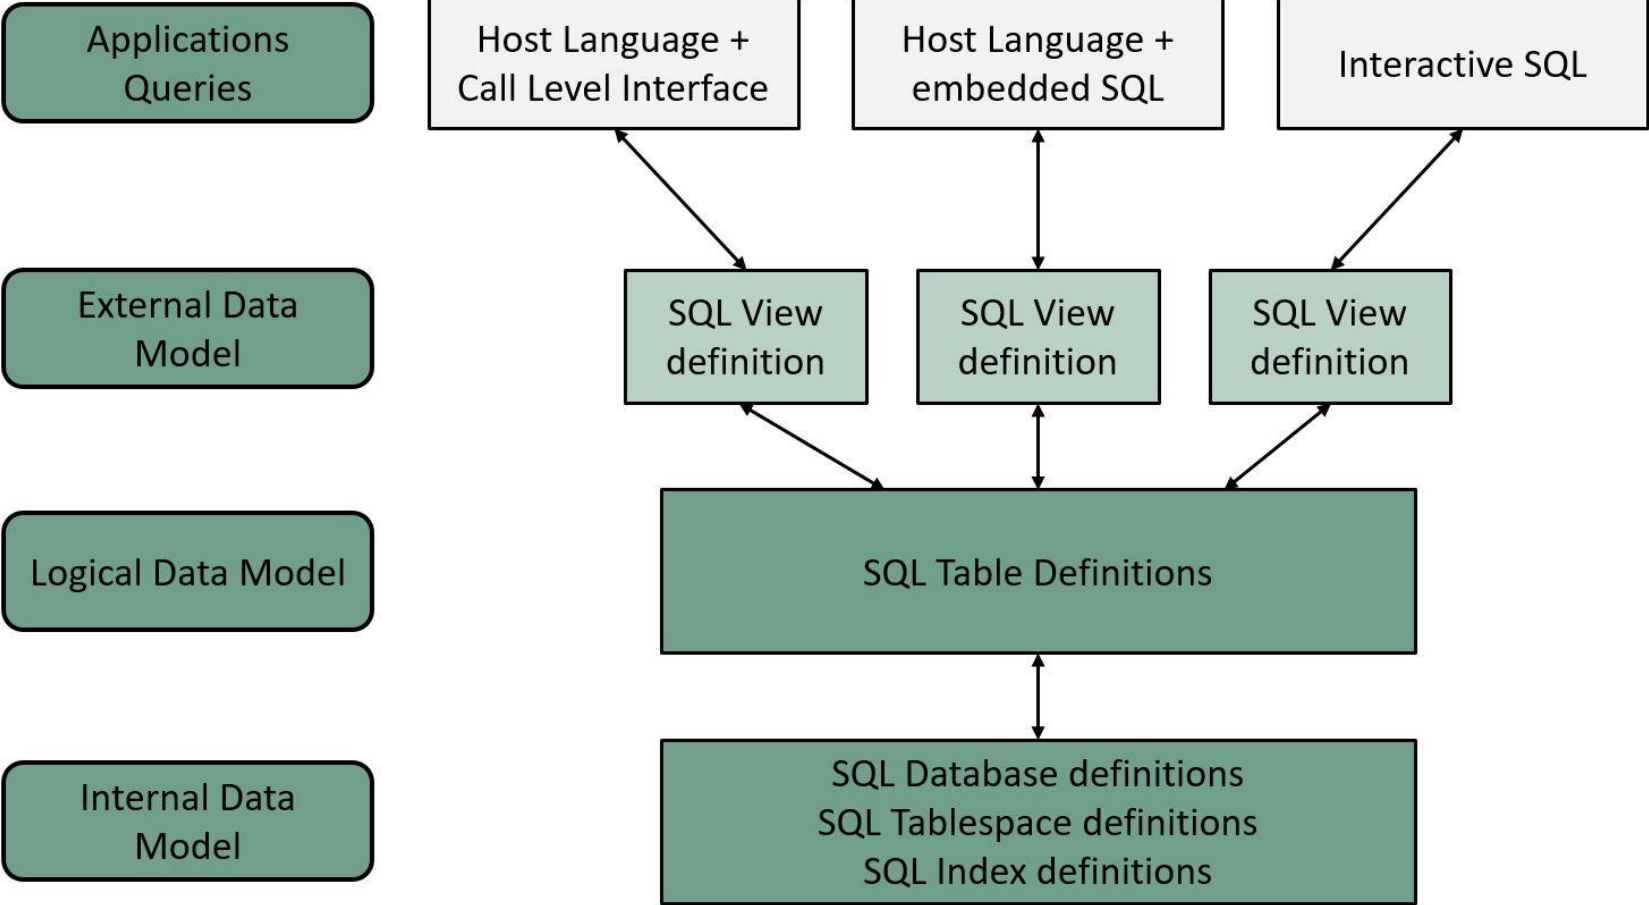 Applications
Queries
Host Language +
Call Level Interface
Host Language +
embedded SQL
Interactive SQL
External Data
Model
SQL View
definition
SQL View
definition
SQL View
definition
Logical Data Model
SQL Table Definitions
Internal Data
Model
SQL Database definitions
SQL Tablespace definitions
SQL Index definitions